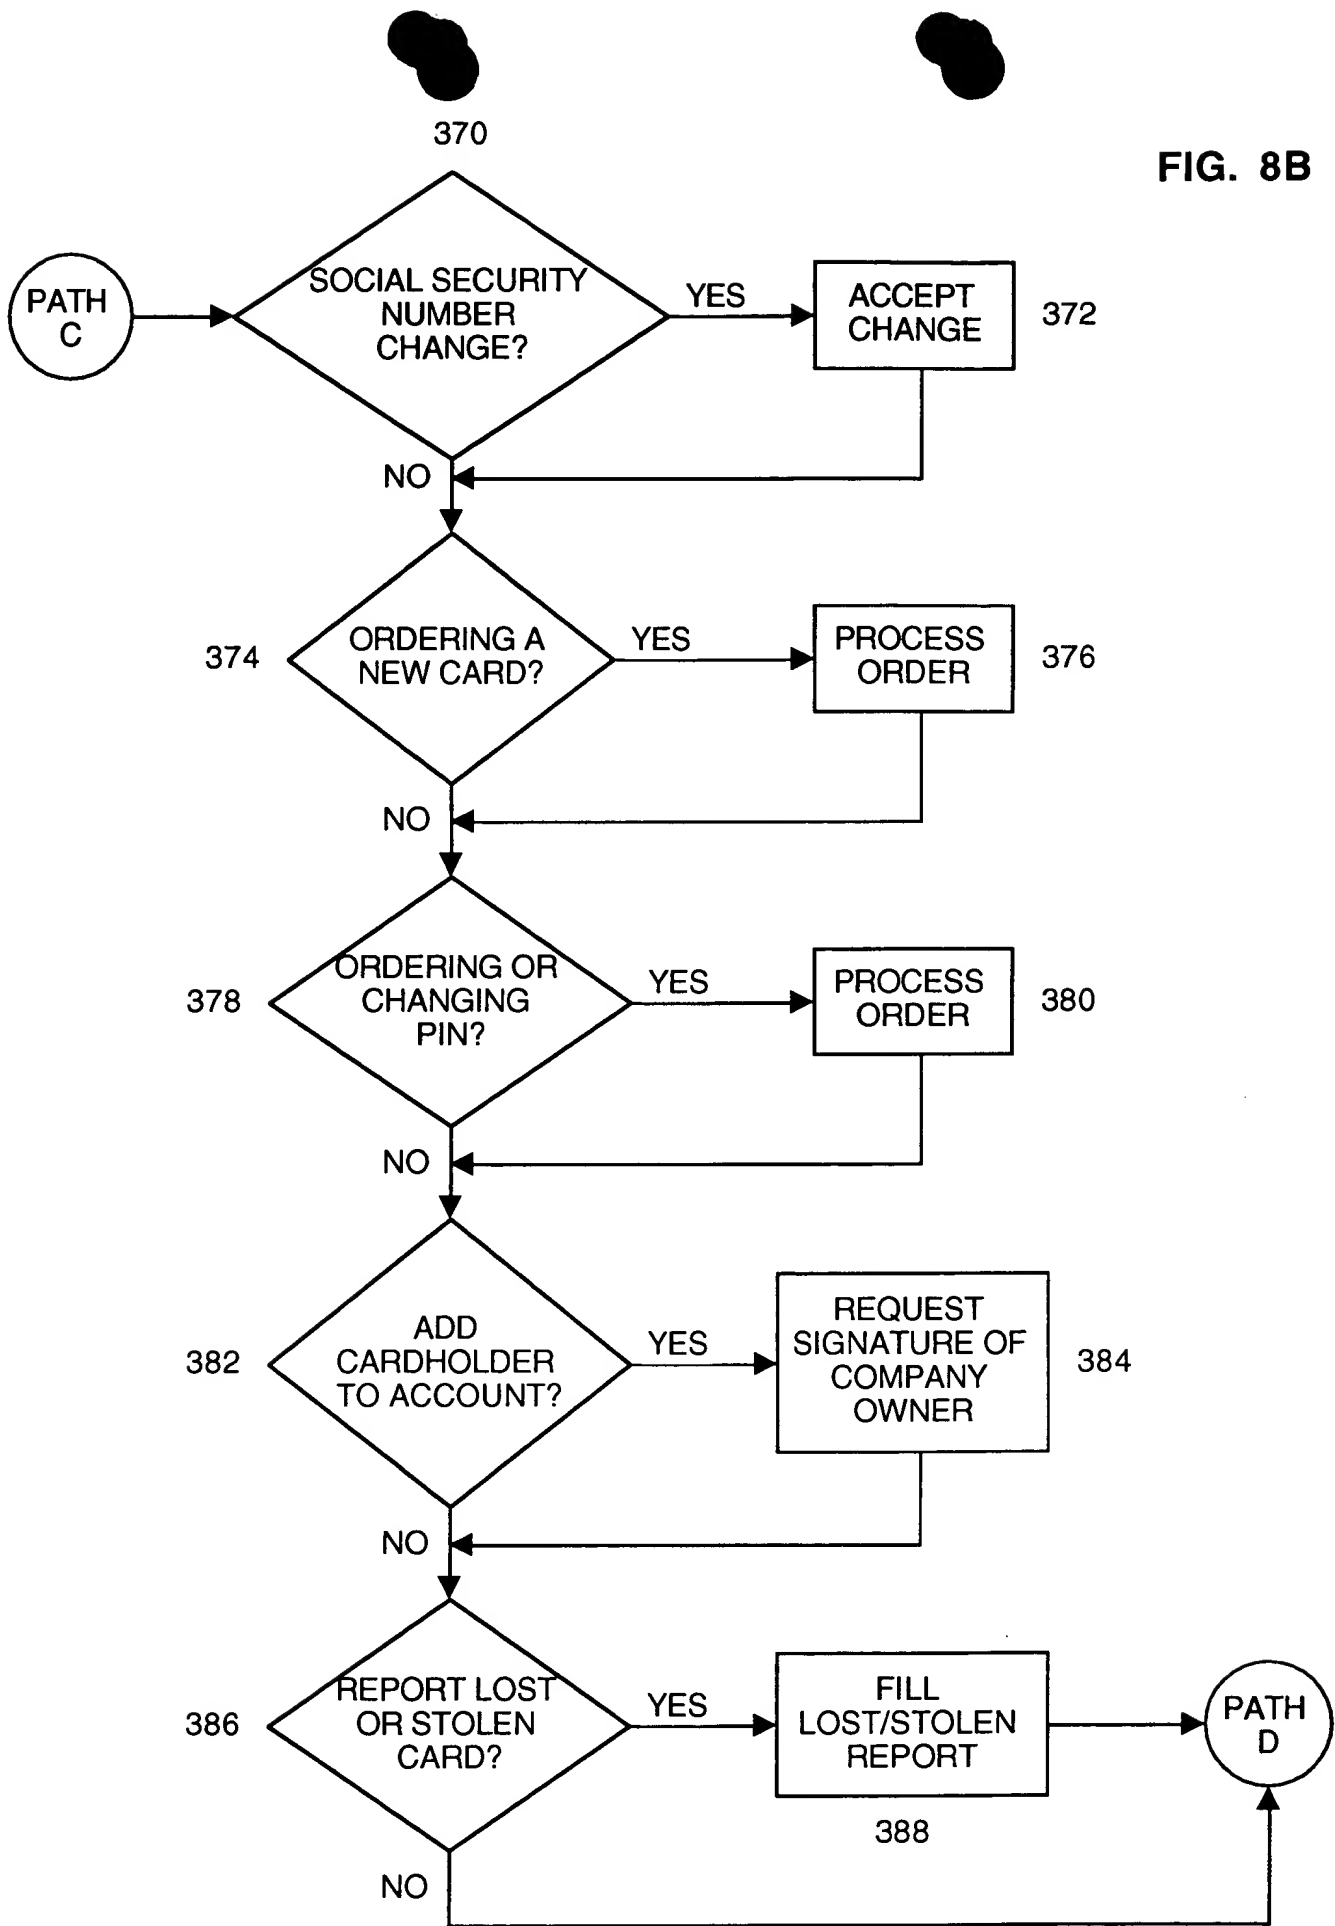 370
FIG. 8B
PATH
C
SOCIAL SECURITY
NUMBER
CHANGE?
YES
ACCEPT
CHANGE
372
NO
374
ORDERING A
NEW CARD?
YES
PROCESS
ORDER
376
NO
378
ORDERING OR
CHANGING
PIN?
YES
PROCESS
ORDER
380
NO
382
ADD
CARDHOLDER
TO ACCOUNT?
YES
REQUEST
SIGNATURE OF
COMPANY
OWNER
384
NO
386
REPORT LOST
OR STOLEN
CARD?
YES
FILL
LOST/STOLEN
REPORT
388
PATH
D
NO